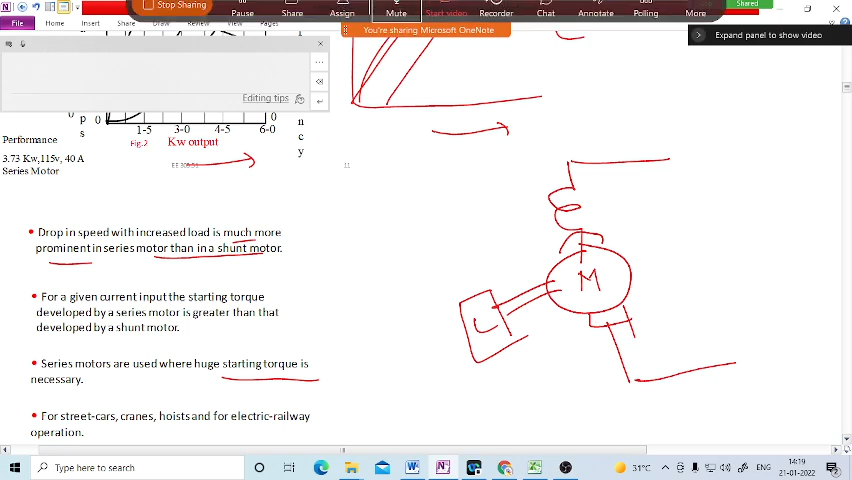 Stop Sharing
Pause
Share
Assign
Mute
Start video
Recorder
Chat
Annotate
Polling
More
Shared
File
Home
Insert
You're sharing Microsoft OneNote
Expand panel to show video
Editing tips
0
p
s
0
1-5
3-0
4-5
6-0
0
n
c
y
Performance
Fig.2
Kw output
3.73 Kw,115v, 40 A
Series Motor
11
• Drop in speed with increased load is much more
prominent in series motor than in a shunt motor.
• For a given current input the starting torque
developed by a series motor is greater than that
developed by a shunt motor.
• Series motors are used where huge starting torque is
necessary.
• For street-cars, cranes, hoists and for electric-railway
operation.
M
L
Type here to search
31°C
ENG
14:19
21-01-2022
2